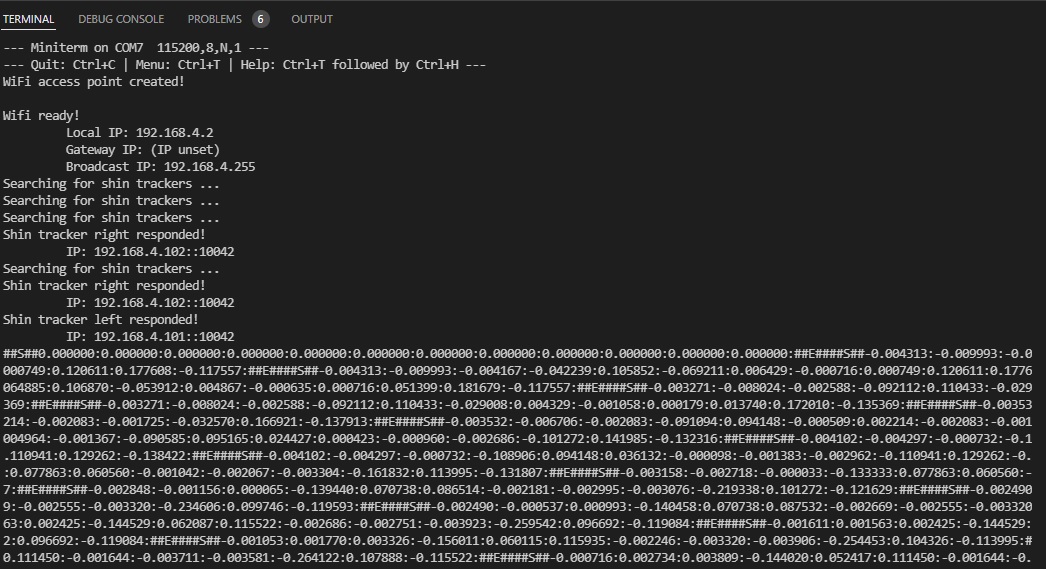 TERMINAL DEBUG CONSOLE PROBLEMS 6 OUTPUT
--- Miniterm on COM7  115200,8,N,1 ---
--- Quit: Ctrl+C | Menu: Ctrl+T | Help: Ctrl+T followed by Ctrl+H ---
WiFi access point created!
Wifi ready!
Local IP: 192.168.4.2
Gateway IP: (IP unset)
Broadcast IP: 192.168.4.255
Searching for shin trackers ...
Searching for shin trackers ...
Searching for shin trackers ...
Shin tracker right responded!
IP: 192.168.4.102::10042
Searching for shin trackers ...
Shin tracker right responded!
IP: 192.168.4.102::10042
Shin tracker left responded!
IP: 192.168.4.101::10042
##S##0.000000:0.000000:0.000000:0.000000:0.000000:0.000000:0.000000:0.000000:0.000000:0.000000:0.000000:0.000000:##E####S##-0.004313:-0.009993:-0.0
000749:0.120611:0.177608:-0.117557:##E####S##-0.004313:-0.009993:-0.004167:-0.042239:0.105852:-0.069211:0.006429:-0.000716:0.000749:0.120611:0.1776
064885:0.106870:-0.053912:0.004867:-0.000635:0.000716:0.051399:0.181679:-0.117557:##E####S##-0.003271:-0.008024:-0.002588:-0.092112:0.110433:-0.029
369:##E####S##-0.003271:-0.008024:-0.002588:-0.092112:0.110433:-0.029008:0.004329:-0.001058:0.000179:0.013740:0.172010:-0.135369:##E####S##-0.00353
214:-0.002083:-0.001725:-0.032570:0.166921:-0.137913:##E####S##-0.003532:-0.006706:-0.002083:-0.091094:0.094148:-0.000509:0.002214:-0.002083:-0.001
004964:-0.001367:-0.090585:0.095165:0.024427:0.000423:-0.000960:-0.002686:-0.101272:0.141985:-0.132316:##E####S##-0.004102:-0.004297:-0.000732:-0.1
.110941:0.129262:-0.138422:##E####S##-0.004102:-0.004297:-0.000732:-0.108906:0.094148:0.036132:-0.000098:-0.001383:-0.002962:-0.110941:0.129262:-0.
:0.077863:0.060560:-0.001042:-0.002067:-0.003304:-0.161832:0.113995:-0.131807:##E####S##-0.003158:-0.002718:-0.000033:-0.133333:0.077863:0.060560:-
7:##E####S##-0.002848:-0.001156:0.000065:-0.139440:0.070738:0.086514:-0.002181:-0.002995:-0.003076:-0.219338:0.101272:-0.121629:##E####S##-0.002490
9:-0.002555:-0.003320:-0.234606:0.099746:-0.119593:##E####S##-0.002490:-0.000537:0.000993:-0.140458:0.070738:0.087532:-0.002669:-0.002555:-0.003320
63:0.002425:-0.144529:0.062087:0.115522:-0.002686:-0.002751:-0.003923:-0.259542:0.096692:-0.119084:##E####S##-0.001611:0.001563:0.002425:-0.144529:
2:0.096692:-0.119084:##E####S##-0.001053:0.001770:0.003326:-0.156011:0.060115:0.115935:-0.002246:-0.003320:-0.003906:-0.254453:0.104326:-0.113995:#
0.111450:-0.001644:-0.003711:-0.003581:-0.264122:0.107888:-0.115522:##E####S##-0.000716:0.002734:0.003809:-0.144020:0.052417:0.111450:-0.001644:-0.